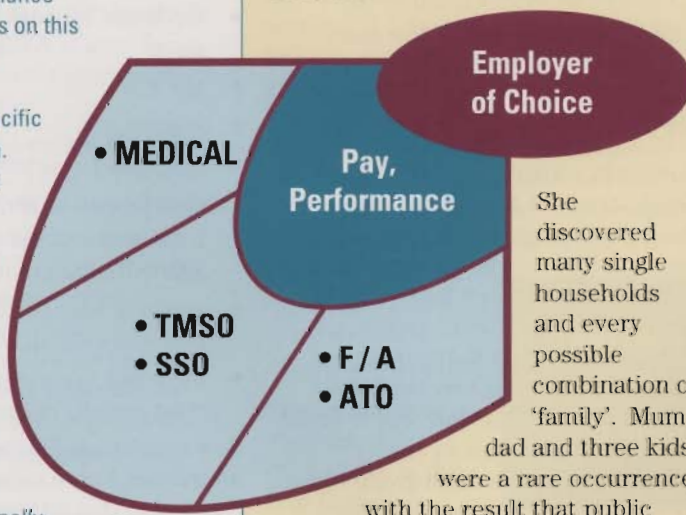 s on this
cific
Employer
of Choice
• MEDICAL
Pay,
Performance
• TMSO
• SSO
• F / A
• ATO
She
discovered
many single
households
and every
possible
combination o
'family'. Mum
dad and three kids
were a rare occurrence
with the result that public